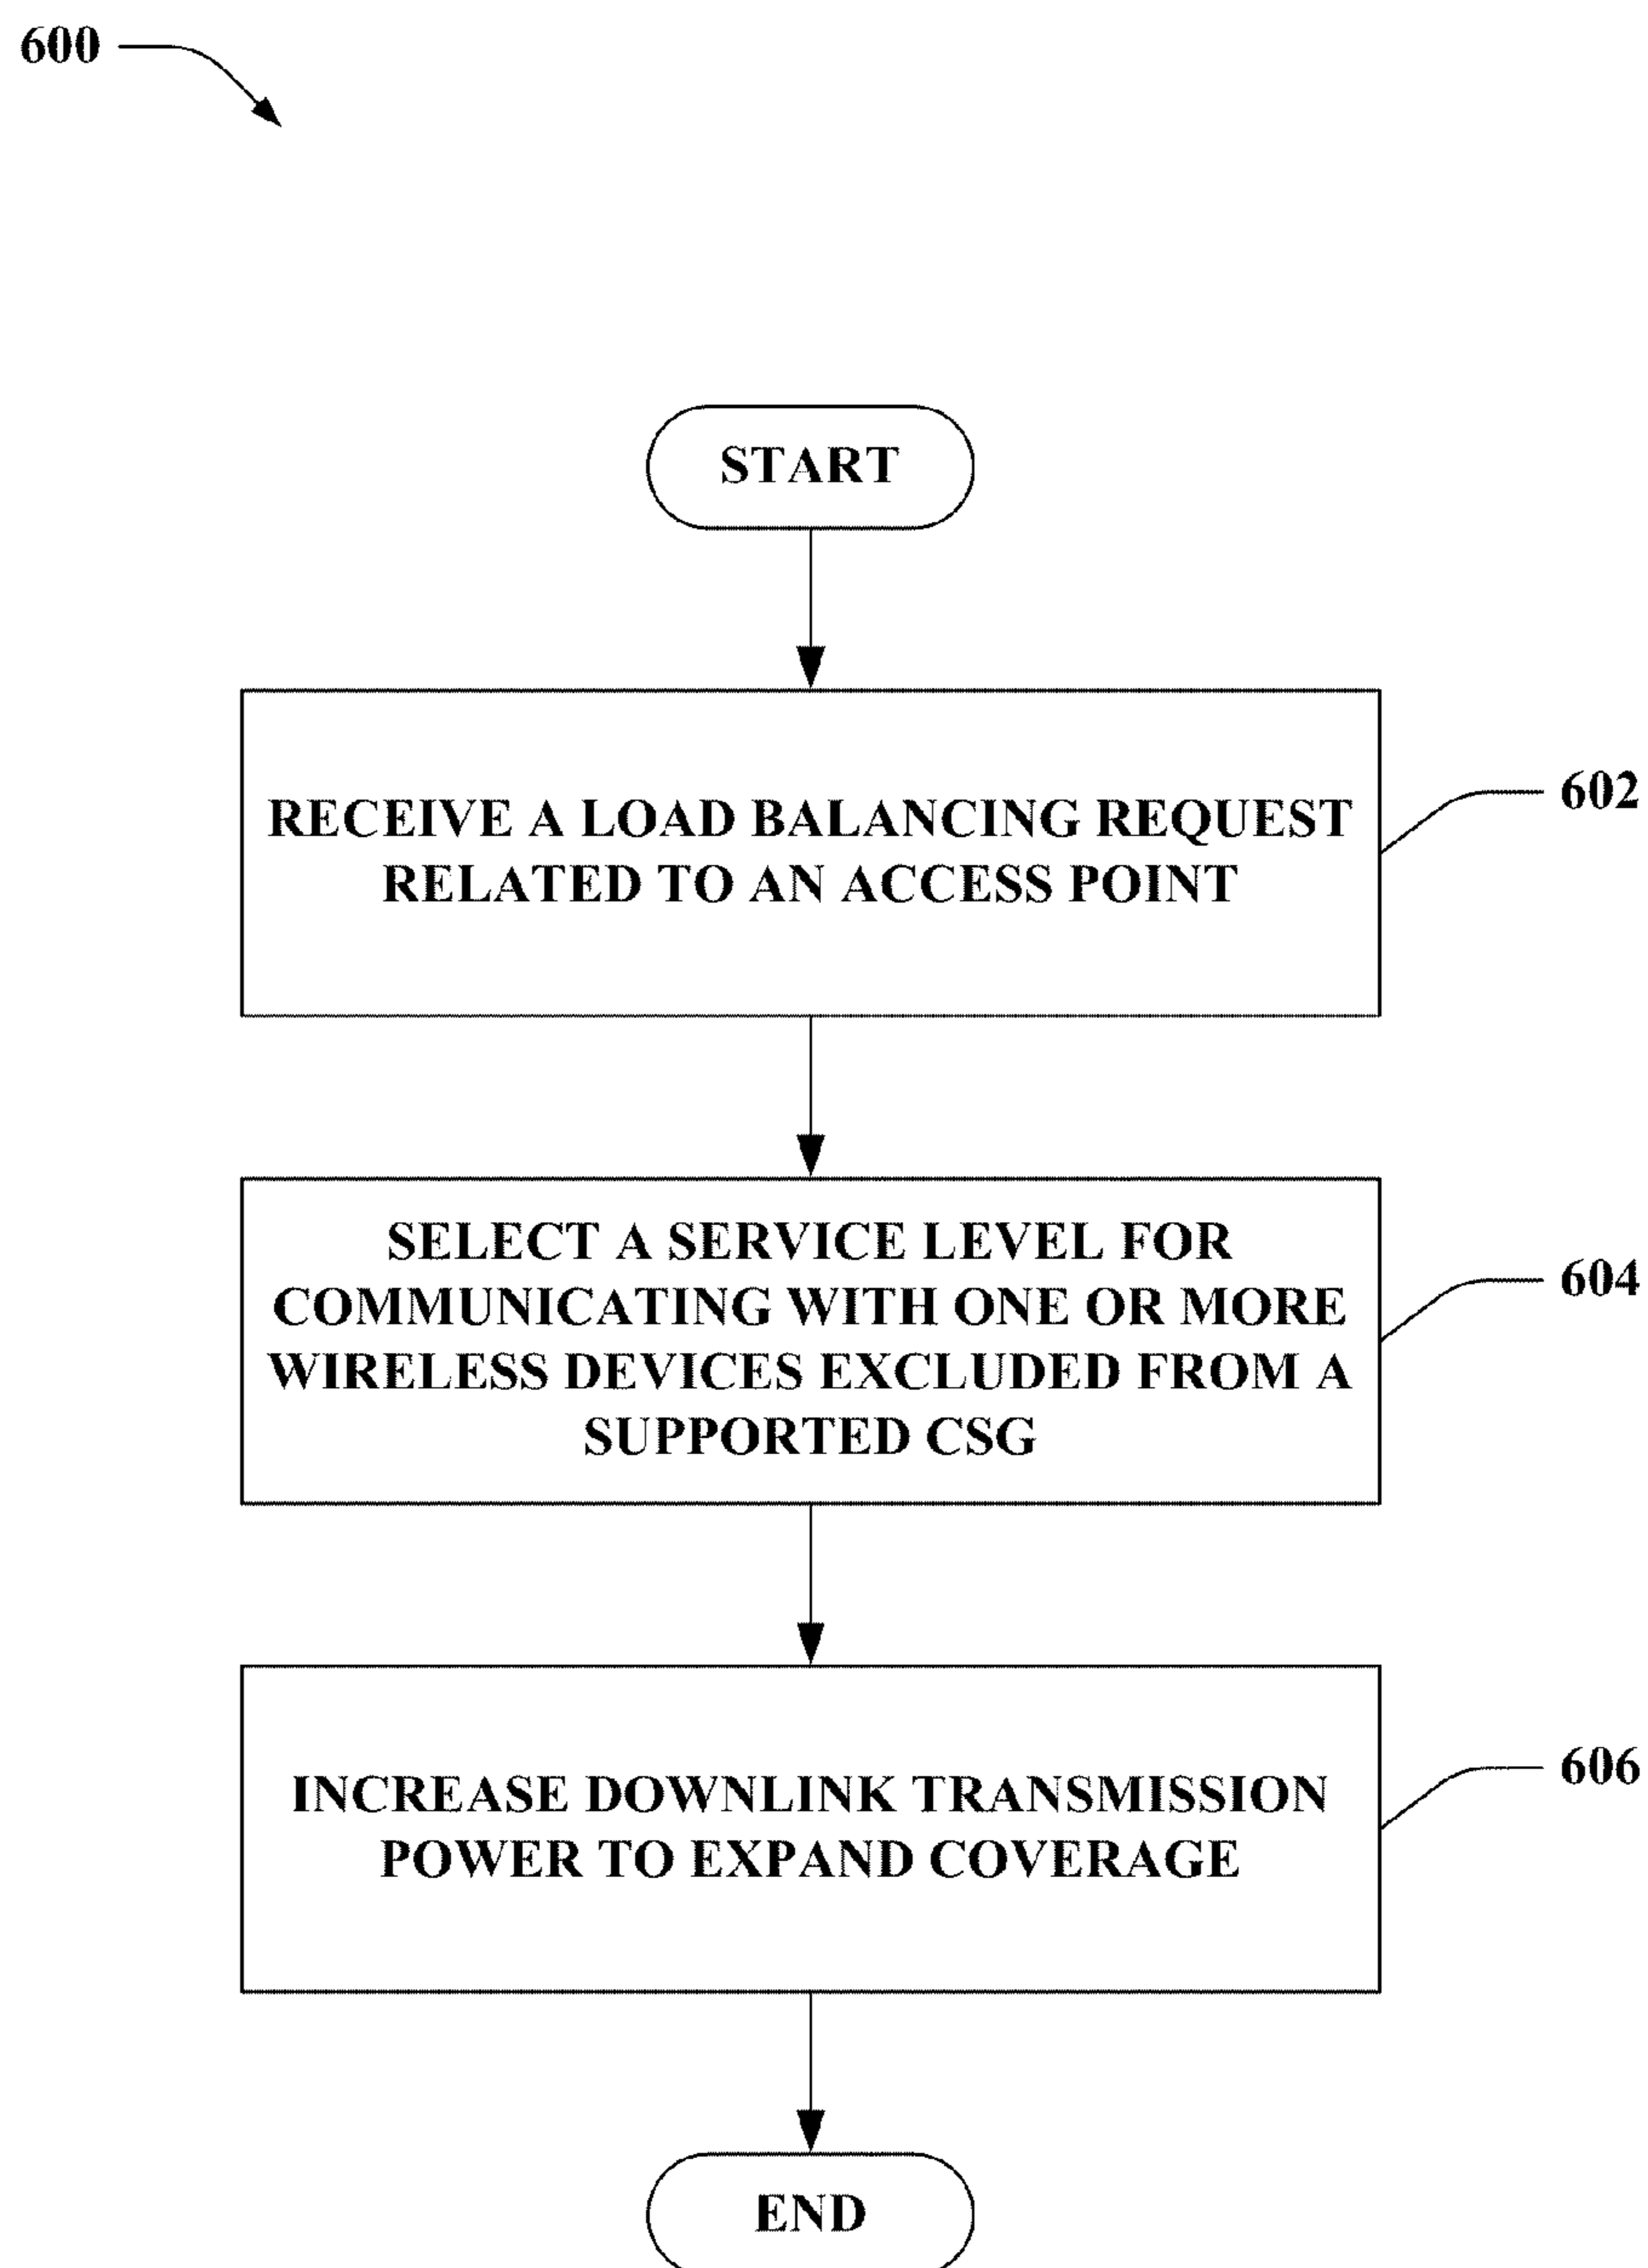 600
START
RECEIVE A LOAD BALANCING REQUEST
RELATED TO AN ACCESS POINT
602
SELECT A SERVICE LEVEL FOR
COMMUNICATING WITH ONE OR MORE
WIRELESS DEVICES EXCLUDED FROM A
SUPPORTED CSG
604
INCREASE DOWNLINK TRANSMISSION
POWER TO EXPAND COVERAGE
606
END